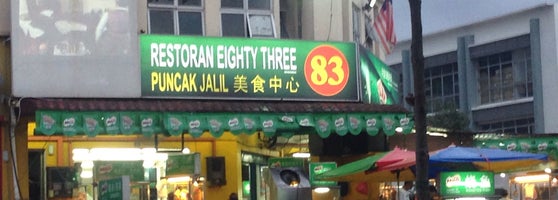 RESTORAN EIGHTY THREE
PUNCAK JALIL 美食中心
83